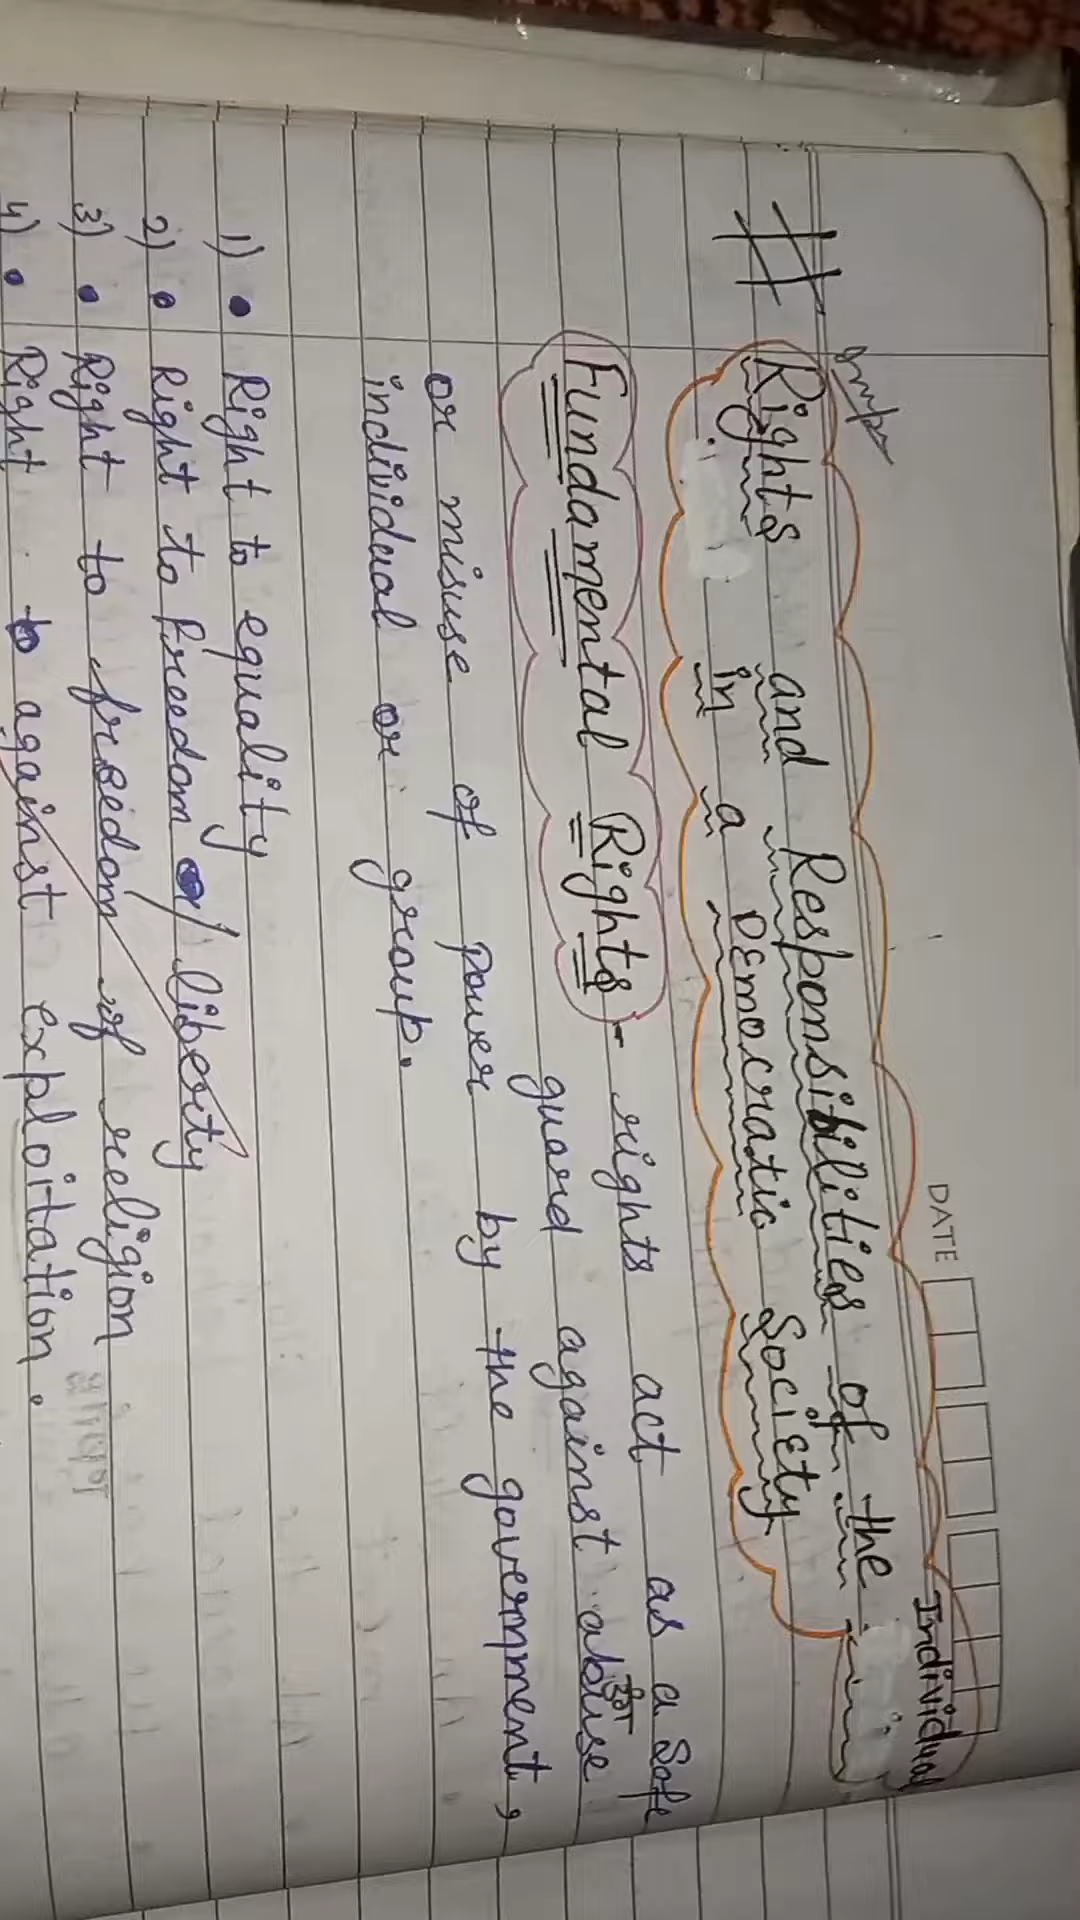 DATE
Imp
Individual
# Rights and Responsibilities of the
in a DEMOCRATIC SOCIETY
Fundamental Rights - rights act as a safe
guard against abuse
or misuse of power by the government,
individual or group.
1) • Right to equality
2) • Right to freedom / liberty
3) • Right to freedom of religion
4) • Right to against exploitation.